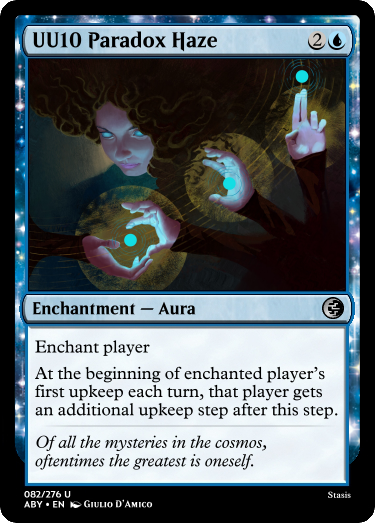 UU10 Paradox Haze 2
Enchantment — Aura
Enchant player
At the beginning of enchanted player's
first upkeep each turn, that player gets
an additional upkeep step after this step.
Of all the mysteries in the cosmos,
oftentimes the greatest is oneself.
082/276 U
Stasis
ABY • EN Giulio D'Amico